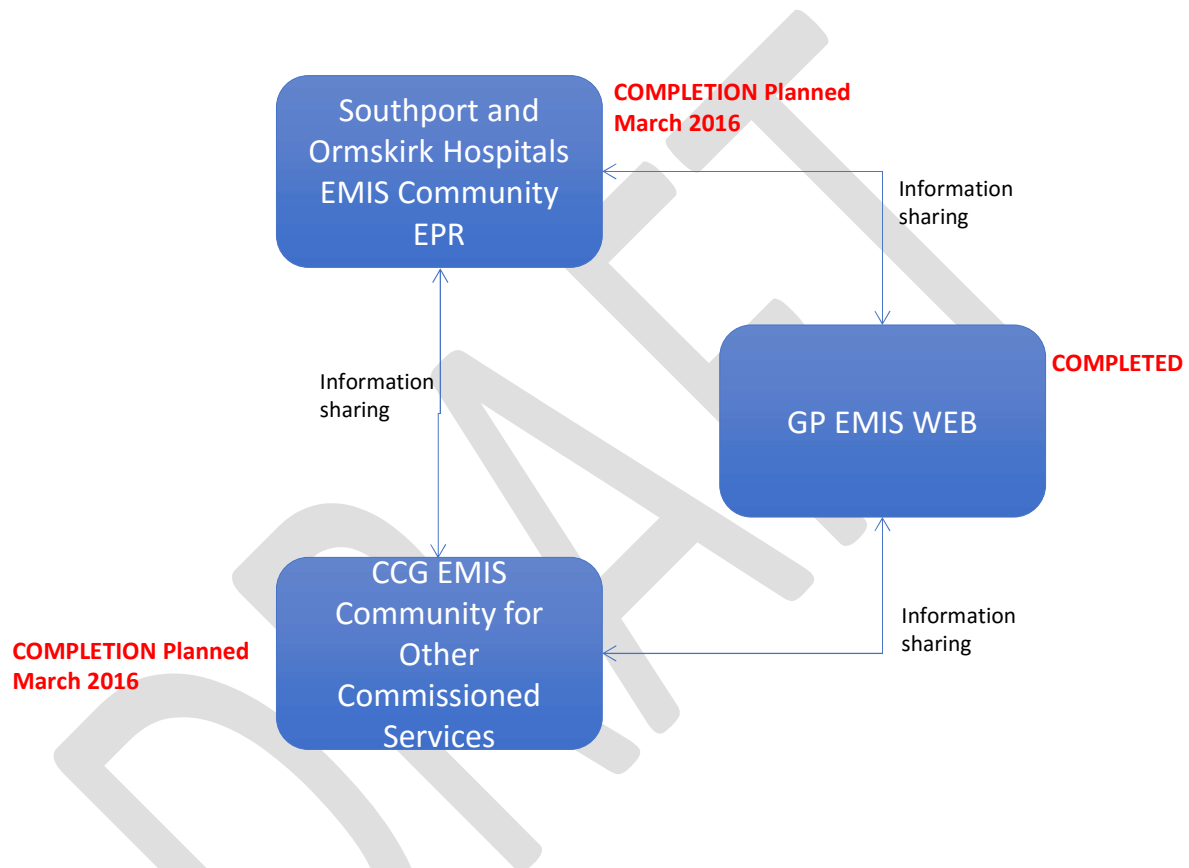 Southport and
Ormskirk Hospitals
EMIS Community
EPR
COMPLETION Planned
March 2016
Information
sharing
Information
sharing
GP EMIS WEB
COMPLETED
CCG EMIS
Community for
Other
Commissioned
Services
COMPLETION Planned
March 2016
Information
sharing
DRAFT